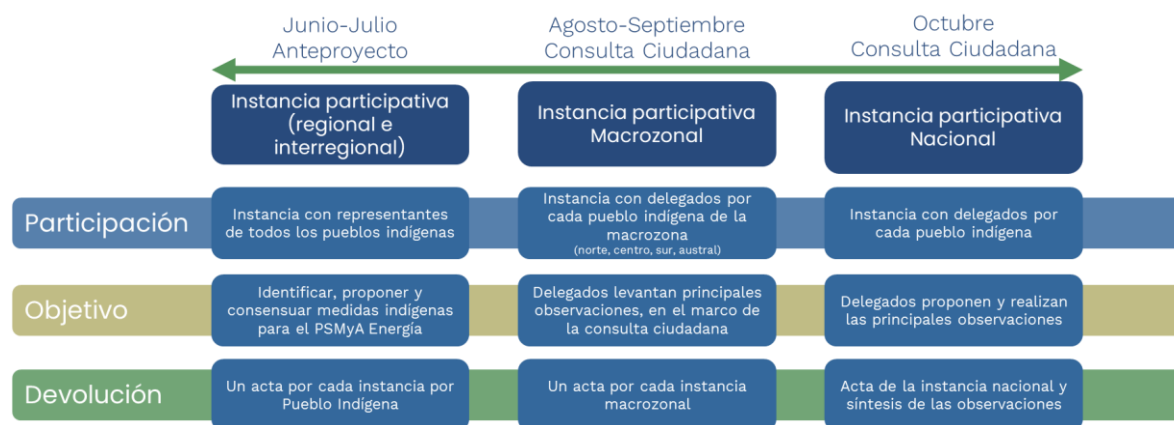 Junio-Julio
Anteproyecto
Agosto-Septiembre
Consulta Ciudadana
Octubre
Consulta Ciudadana
Instancia participativa
(regional e
interregional)
Instancia participativa
Macrozonal
Instancia participativa
Nacional
Participación
Instancia con representantes
de todos los pueblos indígenas
Instancia con delegados por
cada pueblo indígena de la
macrozona
(norte, centro, sur, austral)
Instancia con delegados por
cada pueblo indígena
Objetivo
Identificar, proponer y
consensuar medidas indígenas
para el PSMyA Energía
Delegados levantan principales
observaciones, en el marco de
la consulta ciudadana
Delegados proponen y realizan
las principales observaciones
Devolución
Un acta por cada instancia por
Pueblo Indígena
Un acta por cada instancia
macrozonal
Acta de la instancia nacional y
síntesis de las observaciones